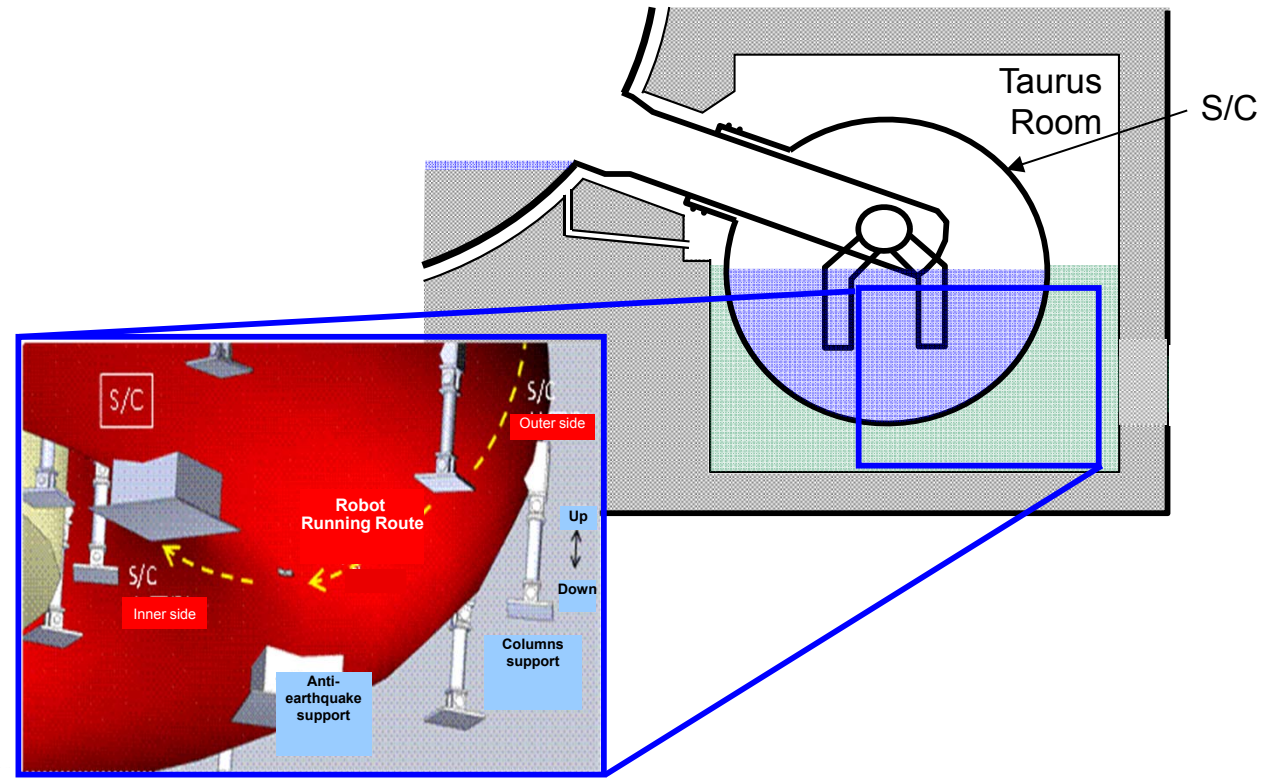 Taurus
Room
S/C
S/C
S/C
Outer side
Robot
Running Route
Up
Down
S/C
Inner side
Columns
support
Anti-
earthquake
support